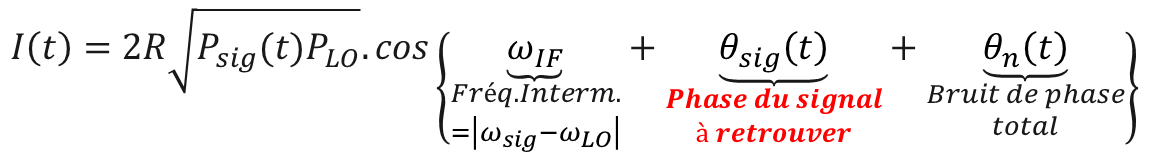 I(t) = 2R√P_sig(t)P_LO . cos { ω_IF + θ_sig(t) + θ_n(t) }
Fréq.Interm. Phase du signal Bruit de phase
=|ω_sig−ω_LO| à retrouver total